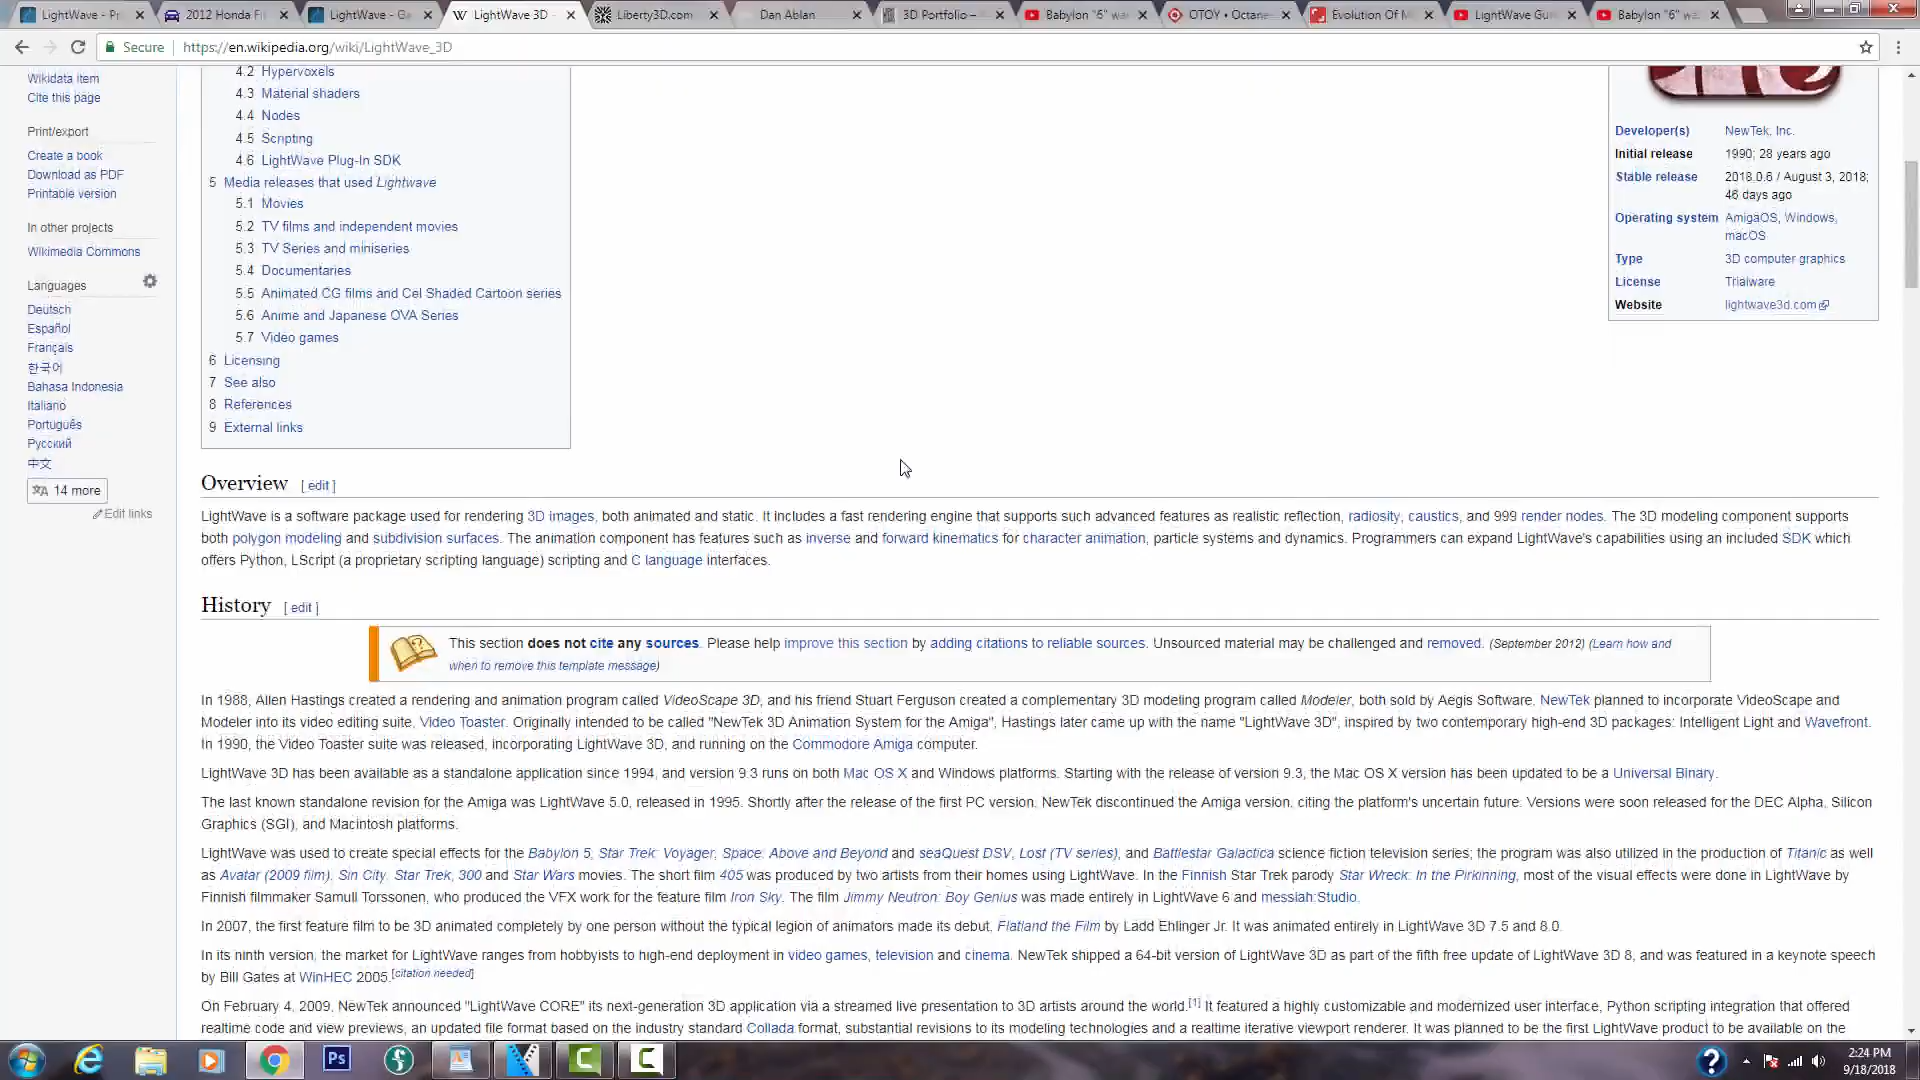 LightWave - Pr
2012 Honda Fi
LightWave - Ga
LightWave 3D -
Liberty3D.com
Dan Ablan
3D Portfolio –
Babylon "6" wa
OTOY • Octane
Evolution Of M
LightWave Gu
Babylon "6" wa
Secure https://en.wikipedia.org/wiki/LightWave_3D
Wikidata item
Cite this page
Print/export
Create a book
Download as PDF
Printable version
In other projects
Wikimedia Commons
Languages
Deutsch
Español
Français
한국어
Bahasa Indonesia
Italiano
Português
Русский
中文
14 more
Edit links
4.2 Hypervoxels
4.3 Material shaders
4.4 Nodes
4.5 Scripting
4.6 LightWave Plug-In SDK
5 Media releases that used Lightwave
5.1 Movies
5.2 TV films and independent movies
5.3 TV Series and miniseries
5.4 Documentaries
5.5 Animated CG films and Cel Shaded Cartoon series
5.6 Anime and Japanese OVA Series
5.7 Video games
6 Licensing
7 See also
8 References
9 External links
Developer(s) NewTek, Inc.
Initial release 1990; 28 years ago
Stable release 2018.0.6 / August 3, 2018;
46 days ago
Operating system AmigaOS, Windows,
macOS
Type 3D computer graphics
License Trialware
Website lightwave3d.com
Overview [ edit ]
LightWave is a software package used for rendering 3D images, both animated and static. It includes a fast rendering engine that supports such advanced features as realistic reflection, radiosity, caustics, and 999 render nodes. The 3D modeling component supports
both polygon modeling and subdivision surfaces. The animation component has features such as inverse and forward kinematics for character animation, particle systems and dynamics. Programmers can expand LightWave's capabilities using an included SDK which
offers Python, LScript (a proprietary scripting language) scripting and C language interfaces.
History [ edit ]
This section does not cite any sources. Please help improve this section by adding citations to reliable sources. Unsourced material may be challenged and removed. (September 2012) (Learn how and
when to remove this template message)
In 1988, Allen Hastings created a rendering and animation program called VideoScape 3D, and his friend Stuart Ferguson created a complementary 3D modeling program called Modeler, both sold by Aegis Software. NewTek planned to incorporate VideoScape and
Modeler into its video editing suite, Video Toaster. Originally intended to be called "NewTek 3D Animation System for the Amiga", Hastings later came up with the name "LightWave 3D", inspired by two contemporary high-end 3D packages: Intelligent Light and Wavefront.
In 1990, the Video Toaster suite was released, incorporating LightWave 3D, and running on the Commodore Amiga computer.
LightWave 3D has been available as a standalone application since 1994, and version 9.3 runs on both Mac OS X and Windows platforms. Starting with the release of version 9.3, the Mac OS X version has been updated to be a Universal Binary.
The last known standalone revision for the Amiga was LightWave 5.0, released in 1995. Shortly after the release of the first PC version, NewTek discontinued the Amiga version, citing the platform's uncertain future. Versions were soon released for the DEC Alpha, Silicon
Graphics (SGI), and Macintosh platforms.
LightWave was used to create special effects for the Babylon 5, Star Trek: Voyager, Space: Above and Beyond and seaQuest DSV, Lost (TV series), and Battlestar Galactica science fiction television series; the program was also utilized in the production of Titanic as well
as Avatar (2009 film), Sin City, Star Trek, 300 and Star Wars movies. The short film 405 was produced by two artists from their homes using LightWave. In the Finnish Star Trek parody Star Wreck: In the Pirkinning, most of the visual effects were done in LightWave by
Finnish filmmaker Samuli Torssonen, who produced the VFX work for the feature film Iron Sky. The film Jimmy Neutron: Boy Genius was made entirely in LightWave 6 and messiah:Studio.
In 2007, the first feature film to be 3D animated completely by one person without the typical legion of animators made its debut, Flatland the Film by Ladd Ehlinger Jr. It was animated entirely in LightWave 3D 7.5 and 8.0.
In its ninth version, the market for LightWave ranges from hobbyists to high-end deployment in video games, television and cinema. NewTek shipped a 64-bit version of LightWave 3D as part of the fifth free update of LightWave 3D 8, and was featured in a keynote speech
by Bill Gates at WinHEC 2005.[citation needed]
On February 4, 2009, NewTek announced "LightWave CORE" its next-generation 3D application via a streamed live presentation to 3D artists around the world.[1] It featured a highly customizable and modernized user interface, Python scripting integration that offered
realtime code and view previews, an updated file format based on the industry standard Collada format, substantial revisions to its modeling technologies and a realtime iterative viewport renderer. It was planned to be the first LightWave product to be available on the
Ps
2:24 PM
9/18/2018